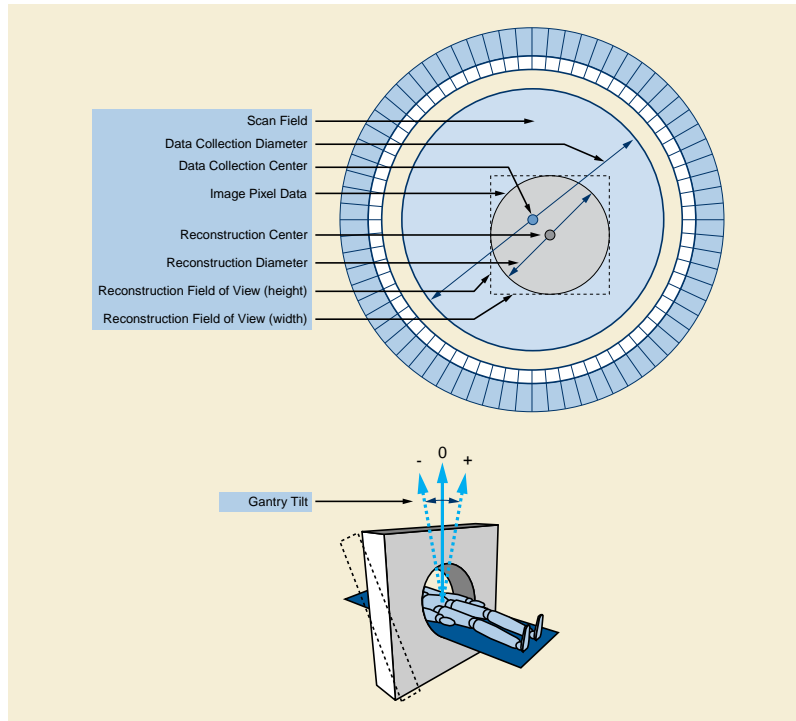 Scan Field
Data Collection Diameter
Data Collection Center
Image Pixel Data
Reconstruction Center
Reconstruction Diameter
Reconstruction Field of View (height)
Reconstruction Field of View (width)
- 0 +
Gantry Tilt